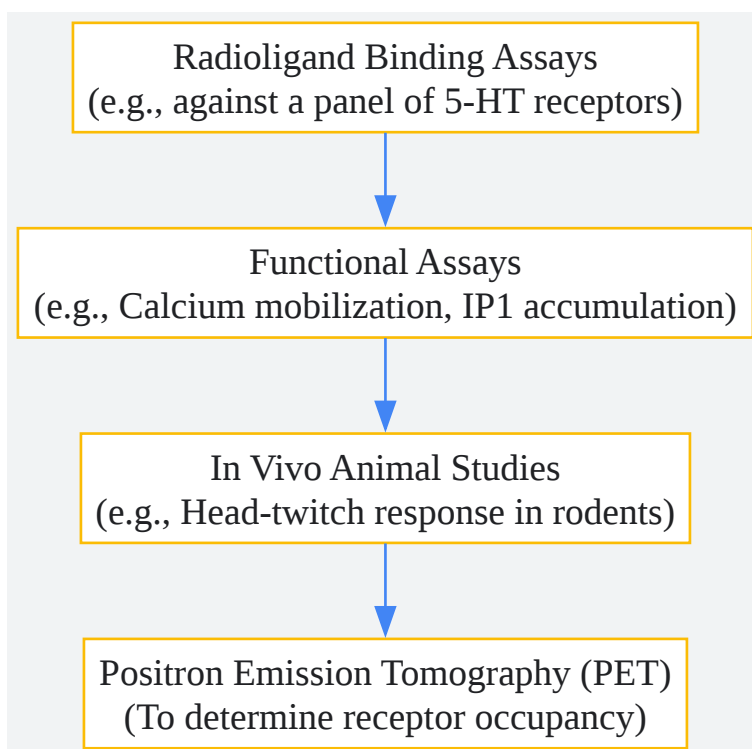 Radioligand Binding Assays
(e.g., against a panel of 5-HT receptors)
Functional Assays
(e.g., Calcium mobilization, IP1 accumulation)
In Vivo Animal Studies
(e.g., Head-twitch response in rodents)
Positron Emission Tomography (PET)
(To determine receptor occupancy)